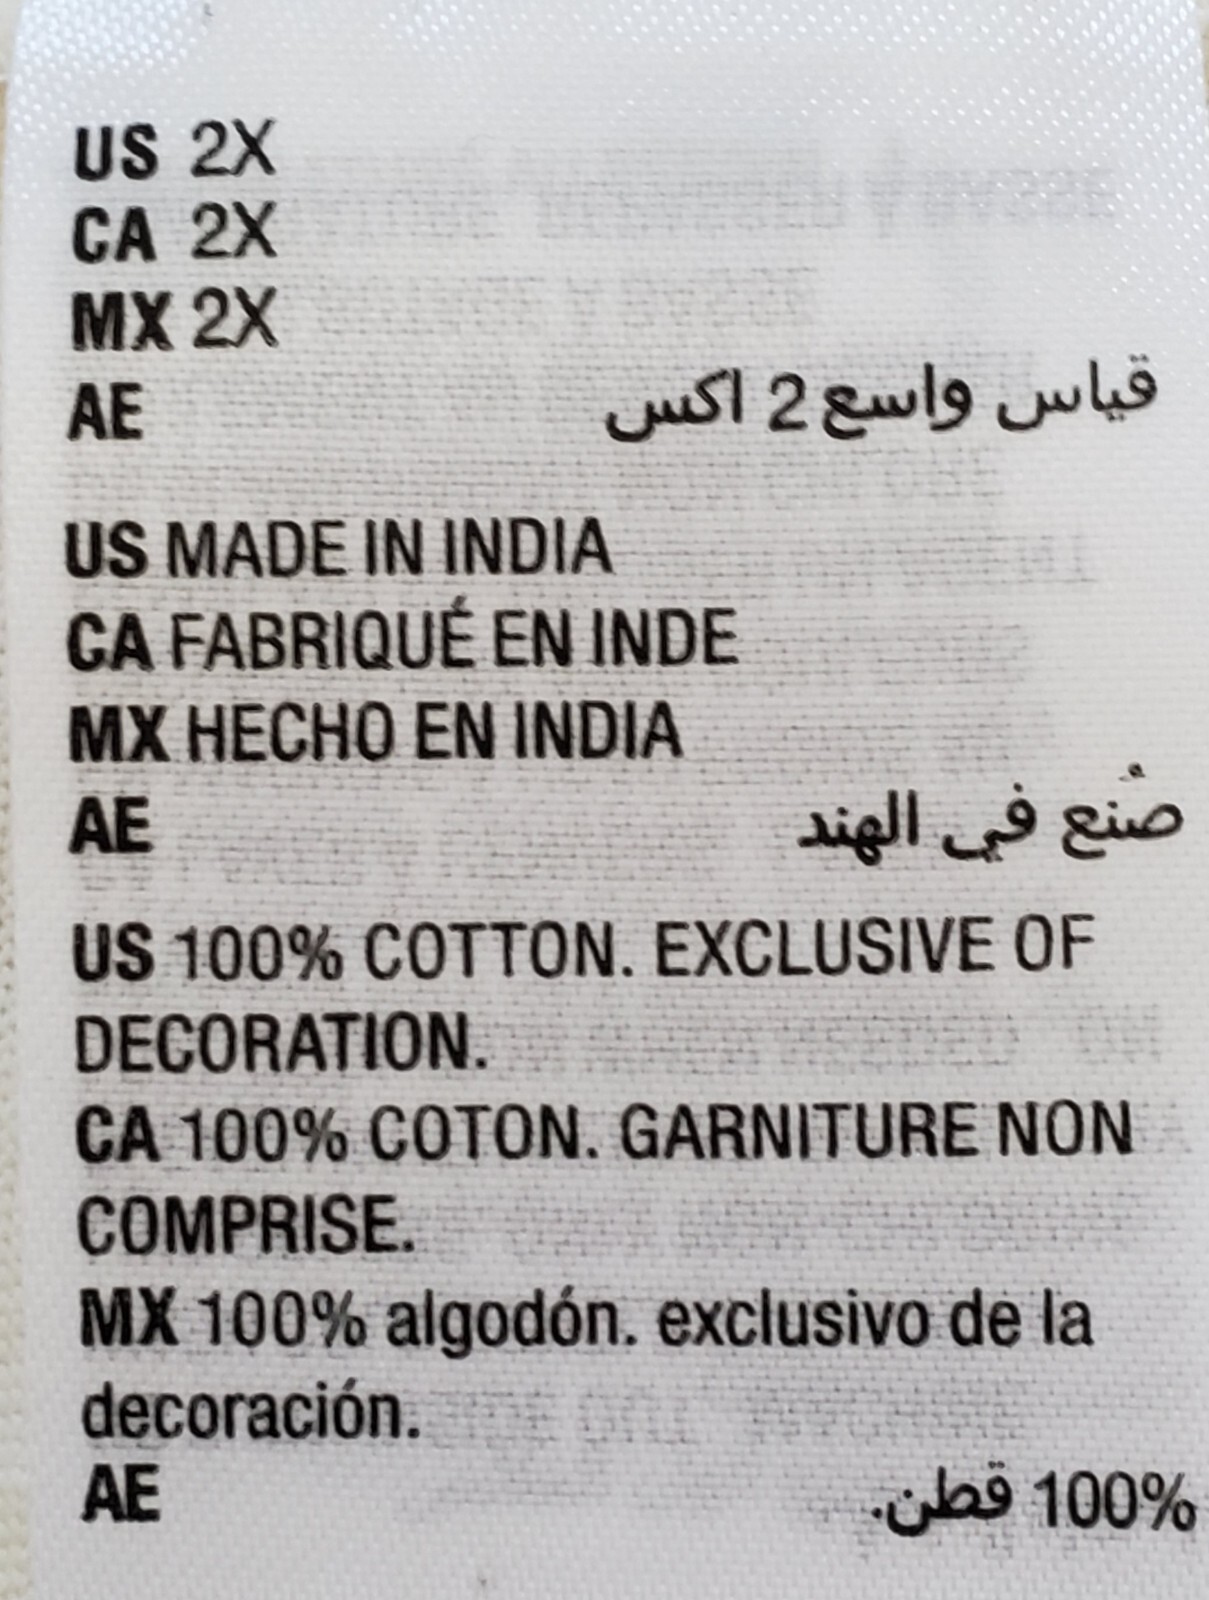 US 2X
CA 2X
MX 2X
AE قياس واسع 2 اكس
US MADE IN INDIA
CA FABRIQUÉ EN INDE
MX HECHO EN INDIA
AE صْنع في الهند
US 100% COTTON. EXCLUSIVE OF
DECORATION.
CA 100% COTON. GARNITURE NON
COMPRISE.
MX 100% algodón. exclusivo de la
decoración.
AE 100% قطن.